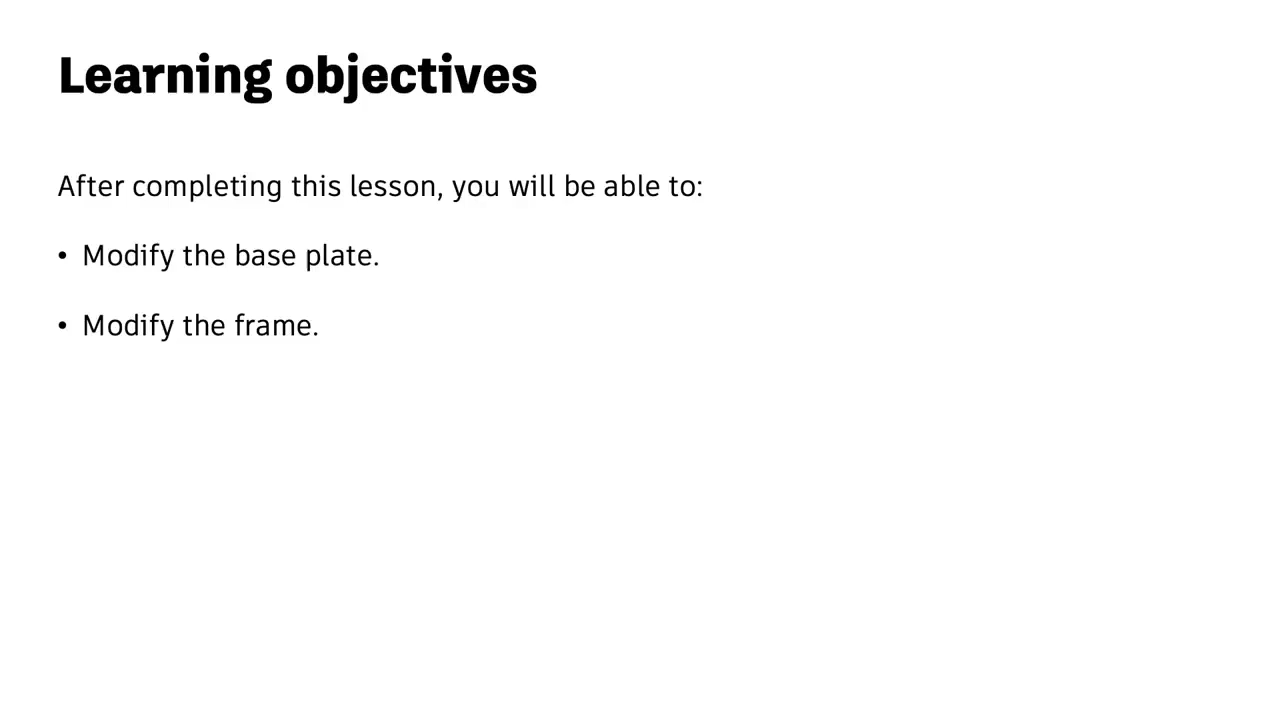 Learning objectives
After completing this lesson, you will be able to:
• Modify the base plate.
• Modify the frame.